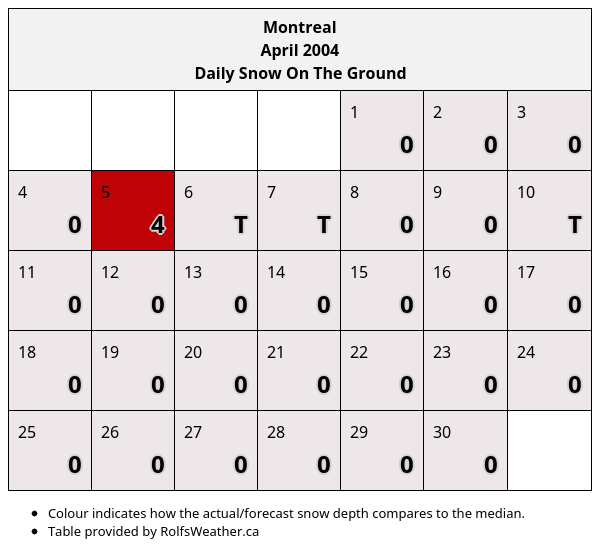 Montreal
April 2004
Daily Snow On The Ground
1 2 3
0 0 0
4 5 6 7 8 9 10
0 4 T T 0 0 T
11 12 13 14 15 16 17
0 0 0 0 0 0 0
18 19 20 21 22 23 24
0 0 0 0 0 0 0
25 26 27 28 29 30
0 0 0 0 0 0
• Colour indicates how the actual/forecast snow depth compares to the median.
• Table provided by RolfsWeather.ca